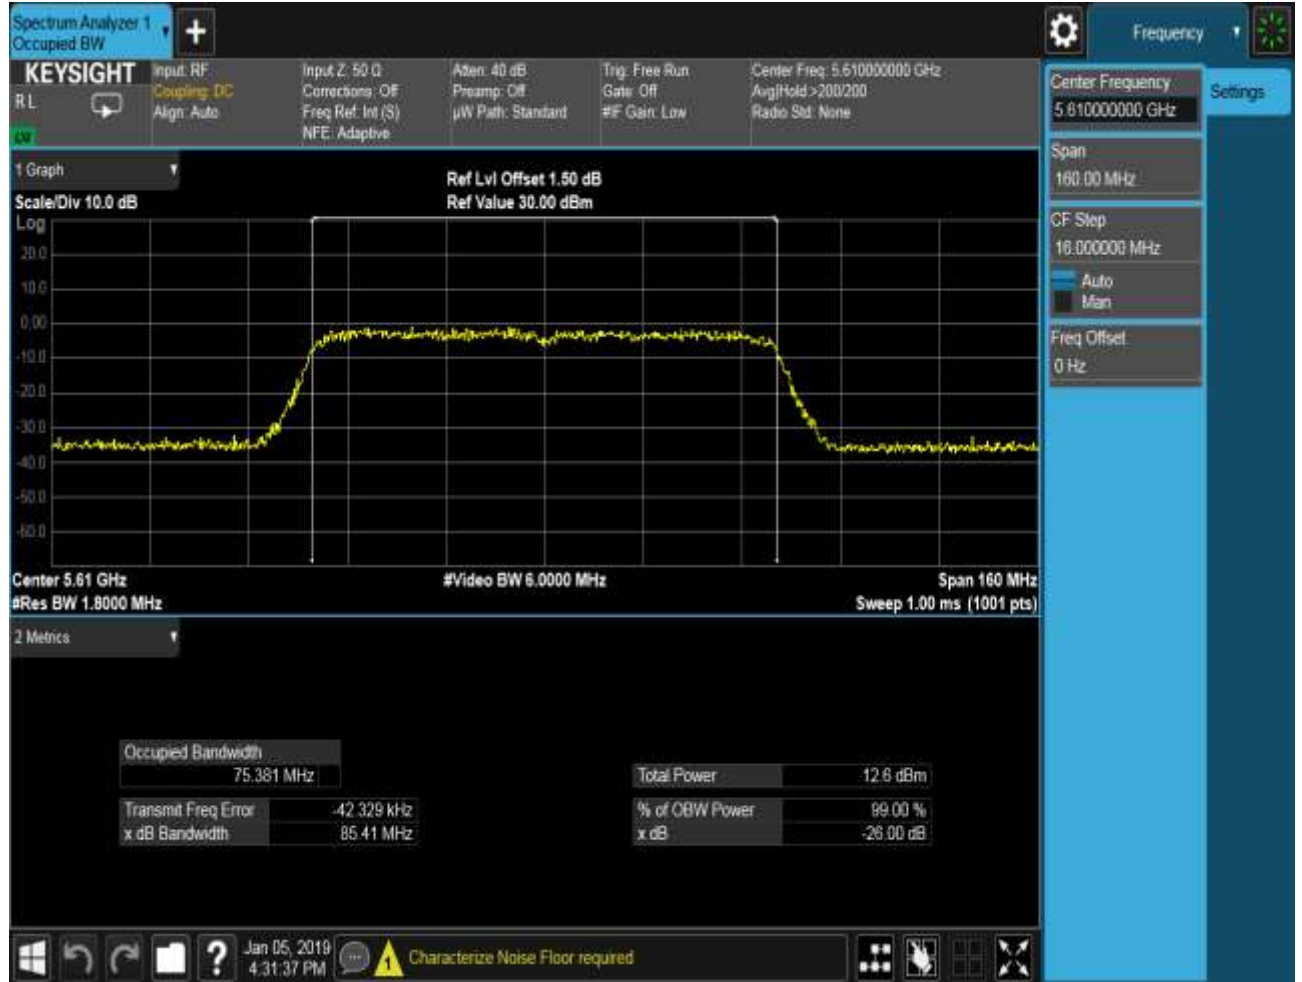 Spectrum Analyzer 1
Occupied BW
Frequency
KEYSIGHT
RL
Input: RF
Coupling: DC
Align: Auto
Input Z: 50 Ω
Corrections: Off
Freq Ref: Int (S)
NFE: Adaptive
Atten: 40 dB
Preamp: Off
µW Path: Standard
Trig: Free Run
Gate: Off
#IF Gain: Low
Center Freq: 5.610000000 GHz
Avg|Hold:>200/200
Radio Std: None
Center Frequency
5.610000000 GHz
Settings
Span
160.00 MHz
CF Step
16.000000 MHz
Auto
Man
Freq Offset
0 Hz
1 Graph
Scale/Div 10.0 dB
Ref Lvl Offset 1.50 dB
Ref Value 30.00 dBm
Log
20.0
10.0
0.00
-10.0
-20.0
-30.0
-40.0
-50.0
-60.0
Center 5.61 GHz
#Video BW 6.0000 MHz
Span 160 MHz
#Res BW 1.8000 MHz
Sweep 1.00 ms (1001 pts)
2 Metrics
Occupied Bandwidth
75.381 MHz
Total Power 12.6 dBm
Transmit Freq Error -42.329 kHz
% of OBW Power 99.00 %
x dB Bandwidth 85.41 MHz
x dB -26.00 dB
Jan 05, 2019
4:31:37 PM
1
Characterize Noise Floor required